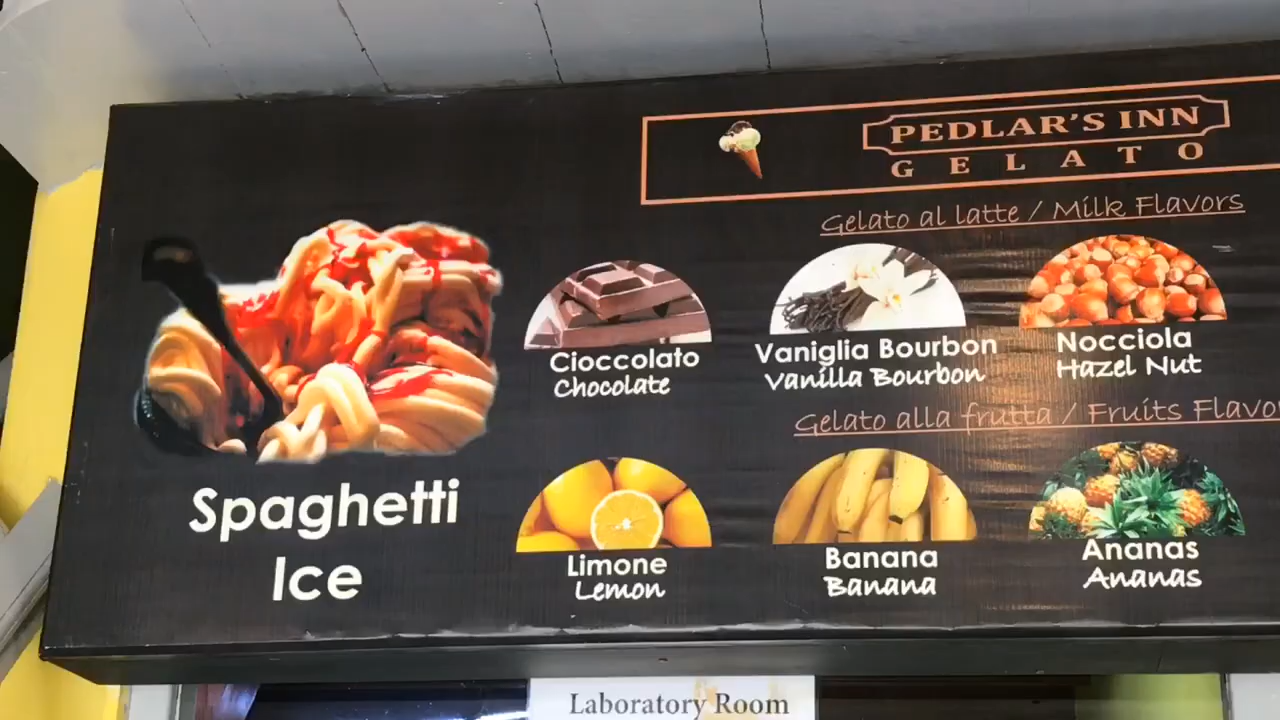 PEDLAR'S INN
GELATO
Gelato al latte / Milk Flavors
Cioccolato
Chocolate
Vaniglia Bourbon
Vanilla Bourbon
Nocciola
Hazel Nut
Gelato alla frutta / Fruits Flavo
Limone
Lemon
Banana
Banana
Ananas
Ananas
Spaghetti
Ice
Laboratory Room